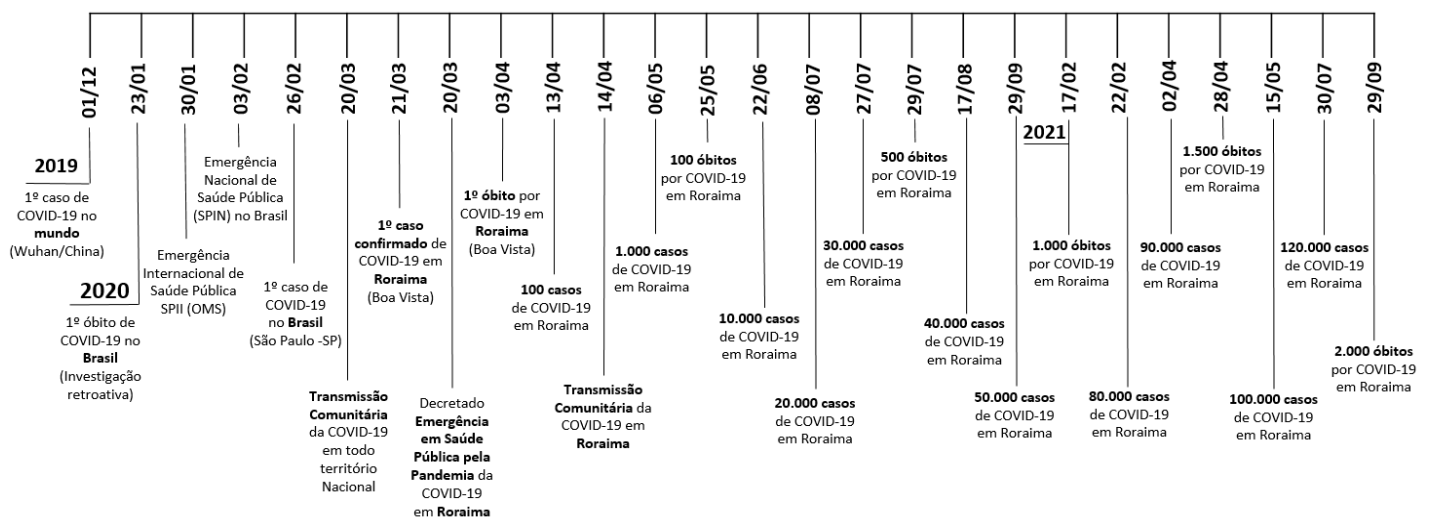 01/12
23/01
30/01
03/02
26/02
20/03
21/03
20/03
03/04
13/04
14/04
06/05
25/05
22/06
08/07
27/07
29/07
17/08
29/09
17/02
22/02
02/04
28/04
15/05
30/07
29/09
2019
1º caso de
COVID-19 no
mundo
(Wuhan/China)
2020
1º óbito de
COVID-19 no
Brasil
(Investigação
retroativa)
Emergência
Internacional de
Saúde Pública
SPII (OMS)
Emergência
Nacional de
Saúde Pública
(SPIN) no Brasil
1º caso de
COVID-19
no Brasil
(São Paulo -SP)
Transmissão
Comunitária
da COVID-19
em todo
território
Nacional
1º caso
confirmado de
COVID-19 em
Roraima
(Boa Vista)
Decretado
Emergência
em Saúde
Pública pela
Pandemia da
COVID-19
em Roraima
1º óbito por
COVID-19 em
Roraima
(Boa Vista)
100 casos
de COVID-19
em Roraima
Transmissão
Comunitária da
COVID-19 em
Roraima
1.000 casos
de COVID-19
em Roraima
100 óbitos
por COVID-19
em Roraima
10.000 casos
de COVID-19
em Roraima
20.000 casos
de COVID-19
em Roraima
30.000 casos
de COVID-19
em Roraima
500 óbitos
por COVID-19
em Roraima
40.000 casos
de COVID-19
em Roraima
50.000 casos
de COVID-19
em Roraima
2021
1.000 óbitos
por COVID-19
em Roraima
80.000 casos
de COVID-19
em Roraima
90.000 casos
de COVID-19
em Roraima
1.500 óbitos
por COVID-19
em Roraima
100.000 casos
de COVID-19
em Roraima
120.000 casos
de COVID-19
em Roraima
2.000 óbitos
por COVID-19
em Roraima